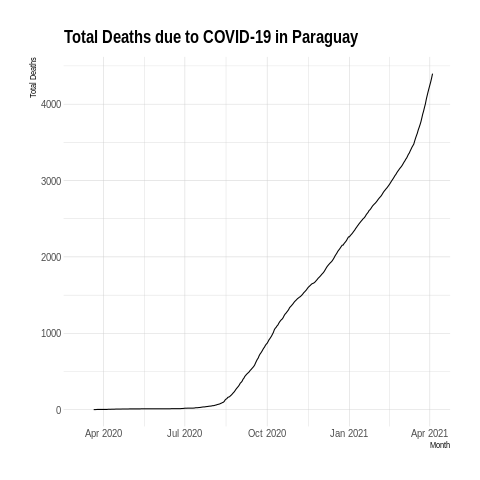 Total Deaths due to COVID-19 in Paraguay
Total Deaths
4000
3000
2000
1000
0
Apr 2020
Jul 2020
Oct 2020
Jan 2021
Apr 2021
Month